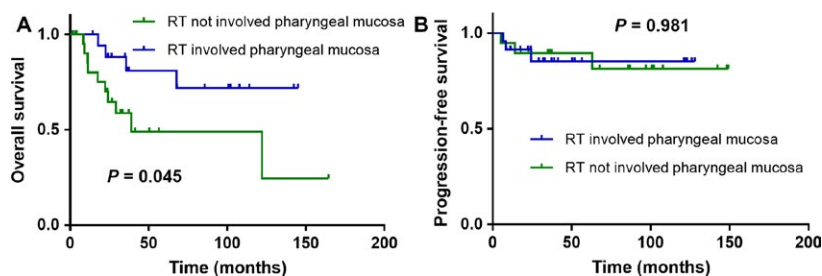 A
RT not involved pharyngeal mucosa
RT involved pharyngeal mucosa
Overall survival
1.0
0.5
0.0
P = 0.045
0 50 100 150 200
Time (months)
B
P = 0.981
Progression-free survival
1.0
0.5
0.0
RT involved pharyngeal mucosa
RT not involved pharyngeal mucosa
0 50 100 150 200
Time (months)